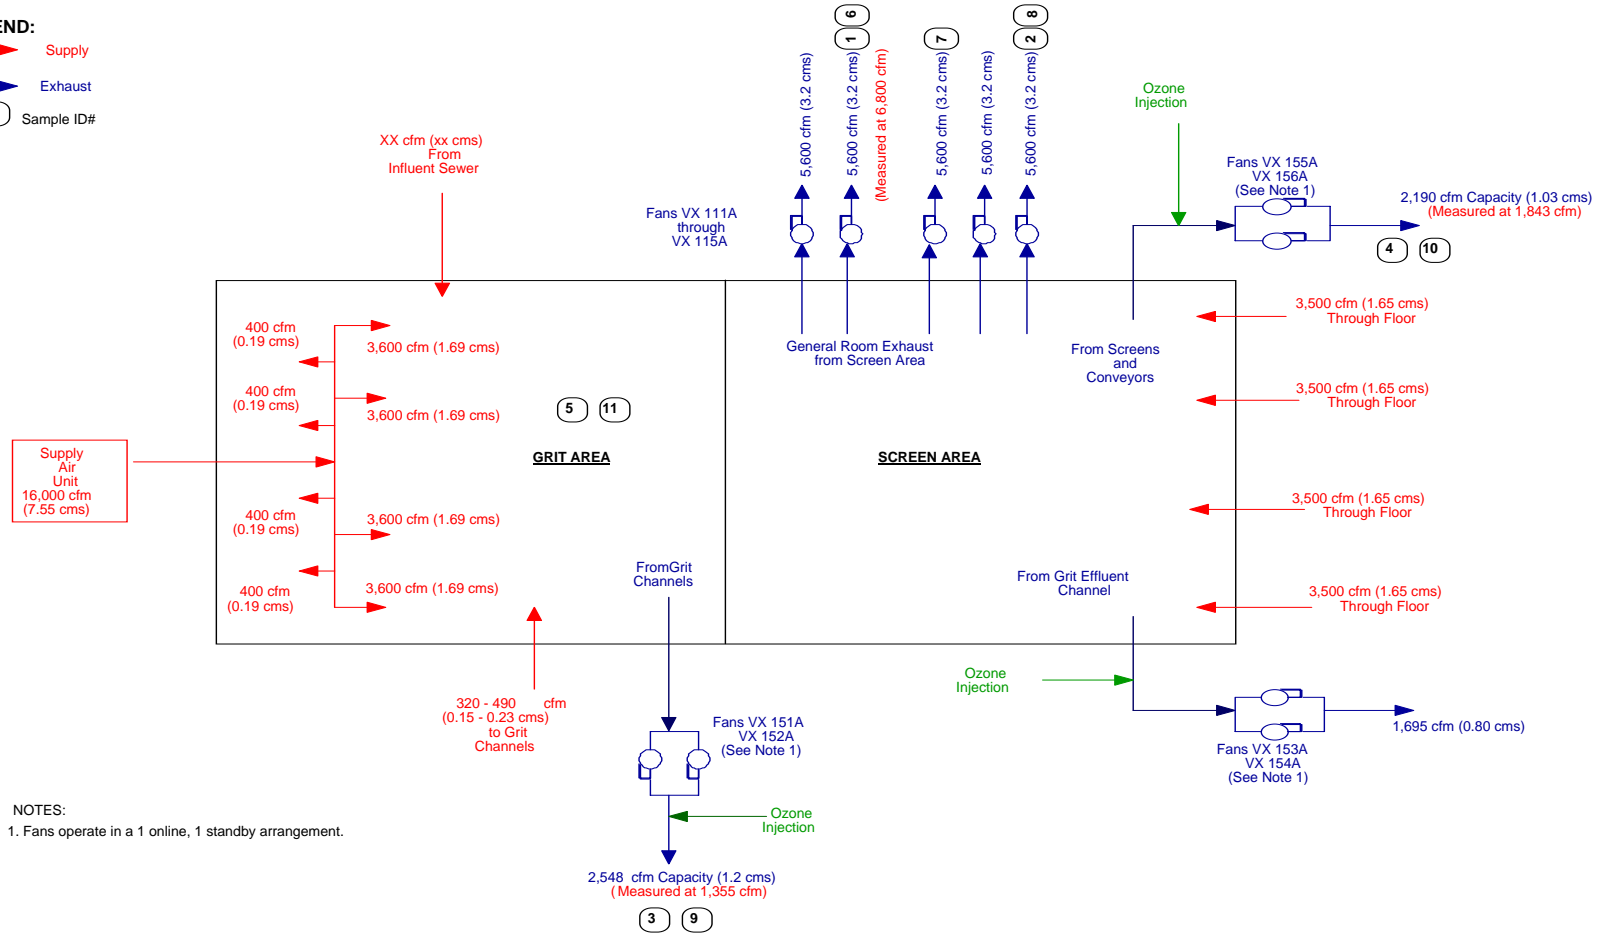 END:
Supply
Exhaust
Sample ID#
XX cfm (xx cms)
From
Influent Sewer
6
1
7
8
2
5,600 cfm (3.2 cms)
5,600 cfm (3.2 cms)
(Measured at 6,800 cfm)
5,600 cfm (3.2 cms)
5,600 cfm (3.2 cms)
5,600 cfm (3.2 cms)
Fans VX 111A
through
VX 115A
Ozone
Injection
Fans VX 155A
VX 156A
(See Note 1)
2,190 cfm Capacity (1.03 cms)
(Measured at 1,843 cfm)
4
10
General Room Exhaust
from Screen Area
From Screens
and
Conveyors
3,500 cfm (1.65 cms)
Through Floor
3,500 cfm (1.65 cms)
Through Floor
3,500 cfm (1.65 cms)
Through Floor
3,500 cfm (1.65 cms)
Through Floor
400 cfm
(0.19 cms)
3,600 cfm (1.69 cms)
400 cfm
(0.19 cms)
3,600 cfm (1.69 cms)
5
11
GRIT AREA
SCREEN AREA
Supply
Air
Unit
16,000 cfm
(7.55 cms)
400 cfm
(0.19 cms)
3,600 cfm (1.69 cms)
400 cfm
(0.19 cms)
3,600 cfm (1.69 cms)
FromGrit
Channels
From Grit Effluent
Channel
320 - 490 cfm
(0.15 - 0.23 cms)
to Grit
Channels
Fans VX 151A
VX 152A
(See Note 1)
Ozone
Injection
Fans VX 153A
VX 154A
(See Note 1)
1,695 cfm (0.80 cms)
Ozone
Injection
2,548 cfm Capacity (1.2 cms)
( Measured at 1,355 cfm)
3
9
NOTES:
1. Fans operate in a 1 online, 1 standby arrangement.